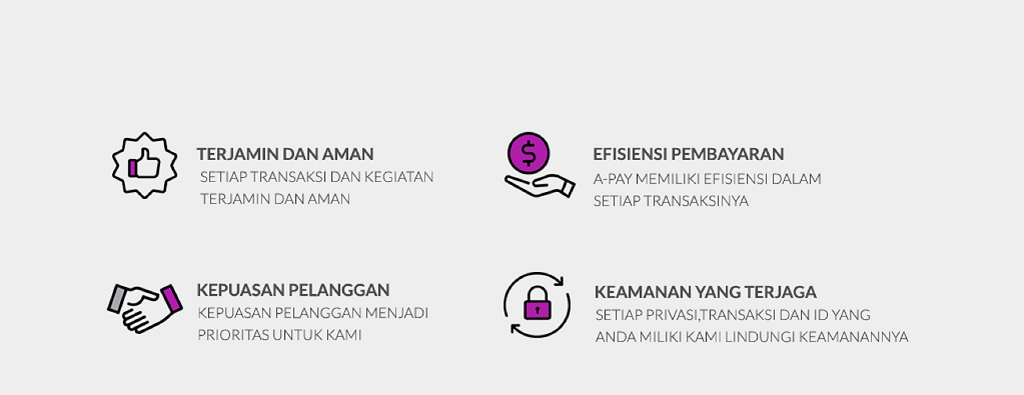 TERJAMIN DAN AMAN
SETIAP TRANSAKSI DAN KEGIATAN
TERJAMIN DAN AMAN
$
EFISIENSI PEMBAYARAN
A-PAY MEMILIKI EFISIENSI DALAM
SETIAP TRANSAKSINYA
KEPUASAN PELANGGAN
KEPUASAN PELANGGAN MENJADI
PRIORITAS UNTUK KAMI
KEAMANAN YANG TERJAGA
SETIAP PRIVASI,TRANSAKSI DAN ID YANG
ANDA MILIKI KAMI LINDUNGI KEAMANANNYA